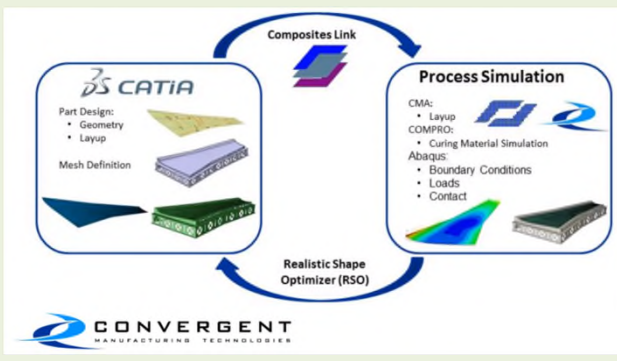 Composites Link
CATIA
Part Design:
• Geometry
• Layup
Mesh Definition
Process Simulation
CMA:
• Layup
COMPRO:
• Curing Material Simulation
Abaqus:
• Boundary Conditions
• Loads
• Contact
Realistic Shape
Optimizer (RSO)
CONVERGENT
MANUFACTURING TECHNOLOGIES